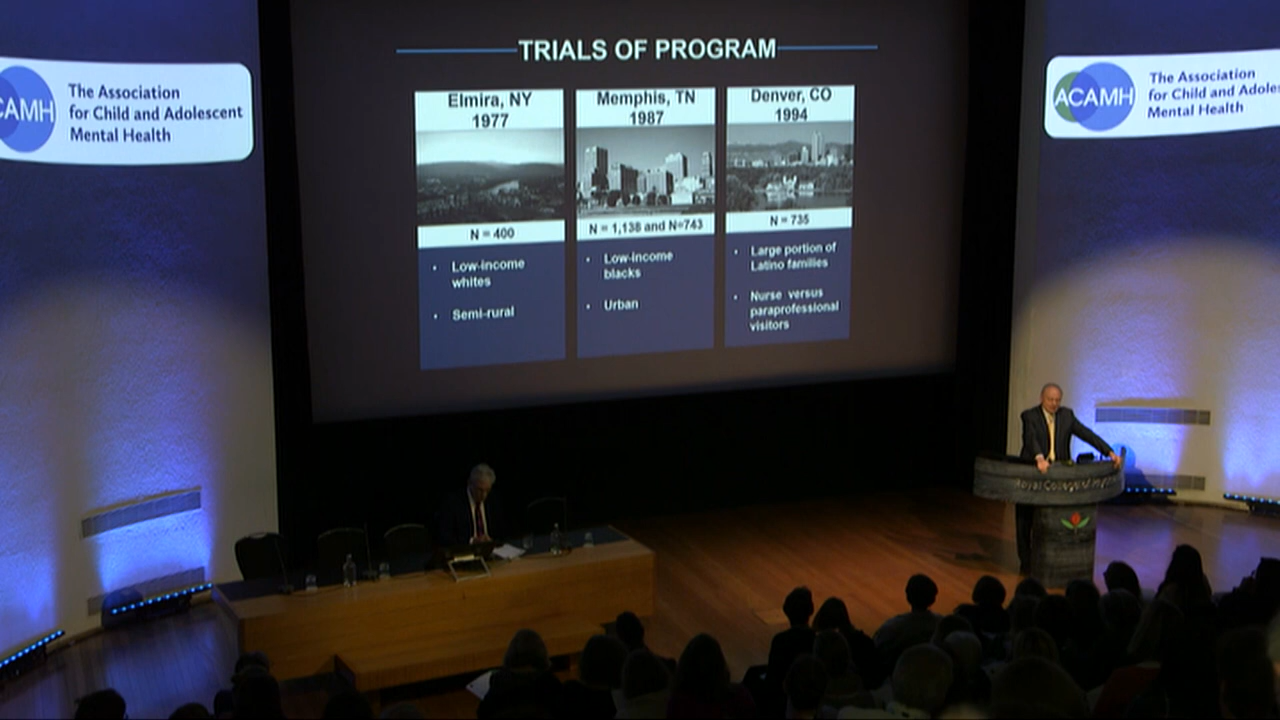 TRIALS OF PROGRAM
CAMH
The Association
for Child and Adolescent
Mental Health
ACAMH
The Association
for Child and Adoles
Mental Health
Elmira, NY
1977
N = 400
• Low-income
whites
• Semi-rural
Memphis, TN
1987
N = 1,138 and N=743
• Low-income
blacks
• Urban
Denver, CO
1994
N = 735
• Large portion of
Latino families
• Nurse versus
paraprofessional
visitors
Royal College of